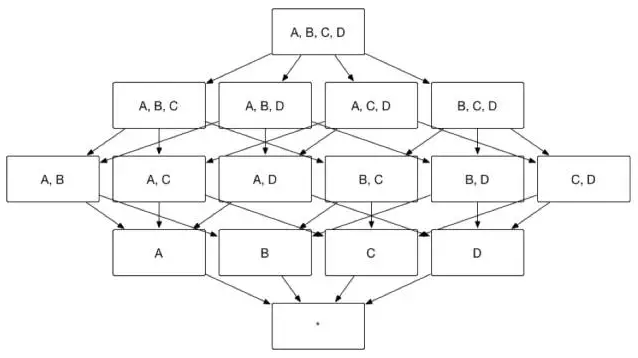 A, B, C, D
A, B, C
A, B, D
A, C, D
B, C, D
A, B
A, C
A, D
B, C
B, D
C, D
A
B
C
D
*